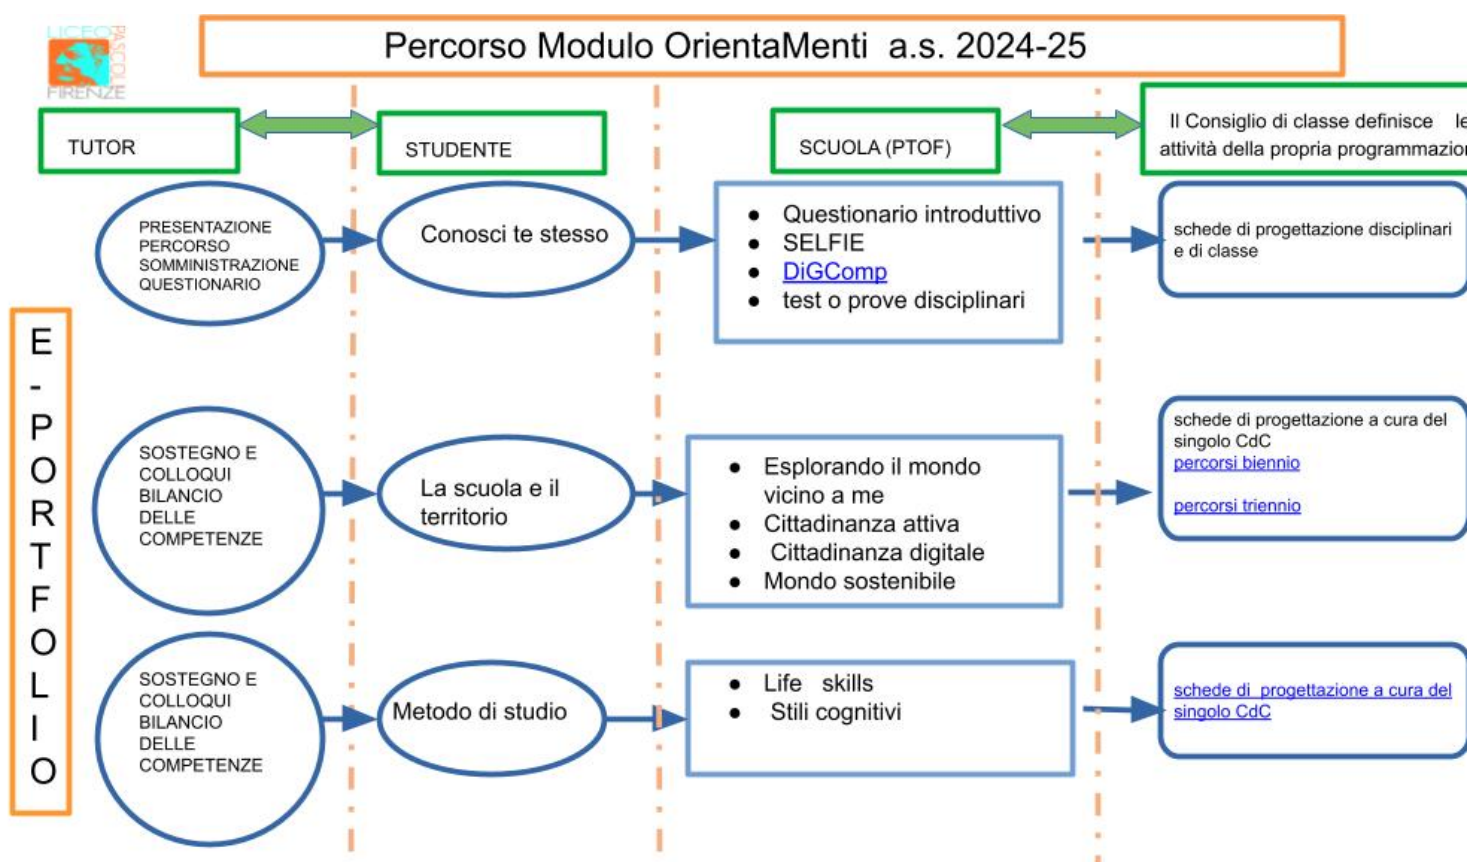 LICEO
PASCOLI
FIRENZE
Percorso Modulo OrientaMenti a.s. 2024-25
TUTOR
STUDENTE
SCUOLA (PTOF)
Il Consiglio di classe definisce le
attività della propria
PRESENTAZIONE
PERCORSO
SOMMINISTRAZIONE
QUESTIONARIO
Conosci te stesso
● Questionario introduttivo
● SELFIE
● DiGComp
● test o prove disciplinari
schede di progettazione disciplinari
e di classe
E
-
P
O
R
T
F
O
L
I
O
SOSTEGNO E
COLLOQUI
BILANCIO
DELLE
COMPETENZE
La scuola e il
territorio
● Esplorando il mondo
vicino a me
● Cittadinanza attiva
● Cittadinanza digitale
● Mondo sostenibile
schede di progettazione a cura del
singolo CdC
percorsi biennio
percorsi triennio
SOSTEGNO E
COLLOQUI
BILANCIO
DELLE
COMPETENZE
Metodo di studio
● Life skills
● Stili cognitivi
schede di progettazione a cura del
singolo CdC